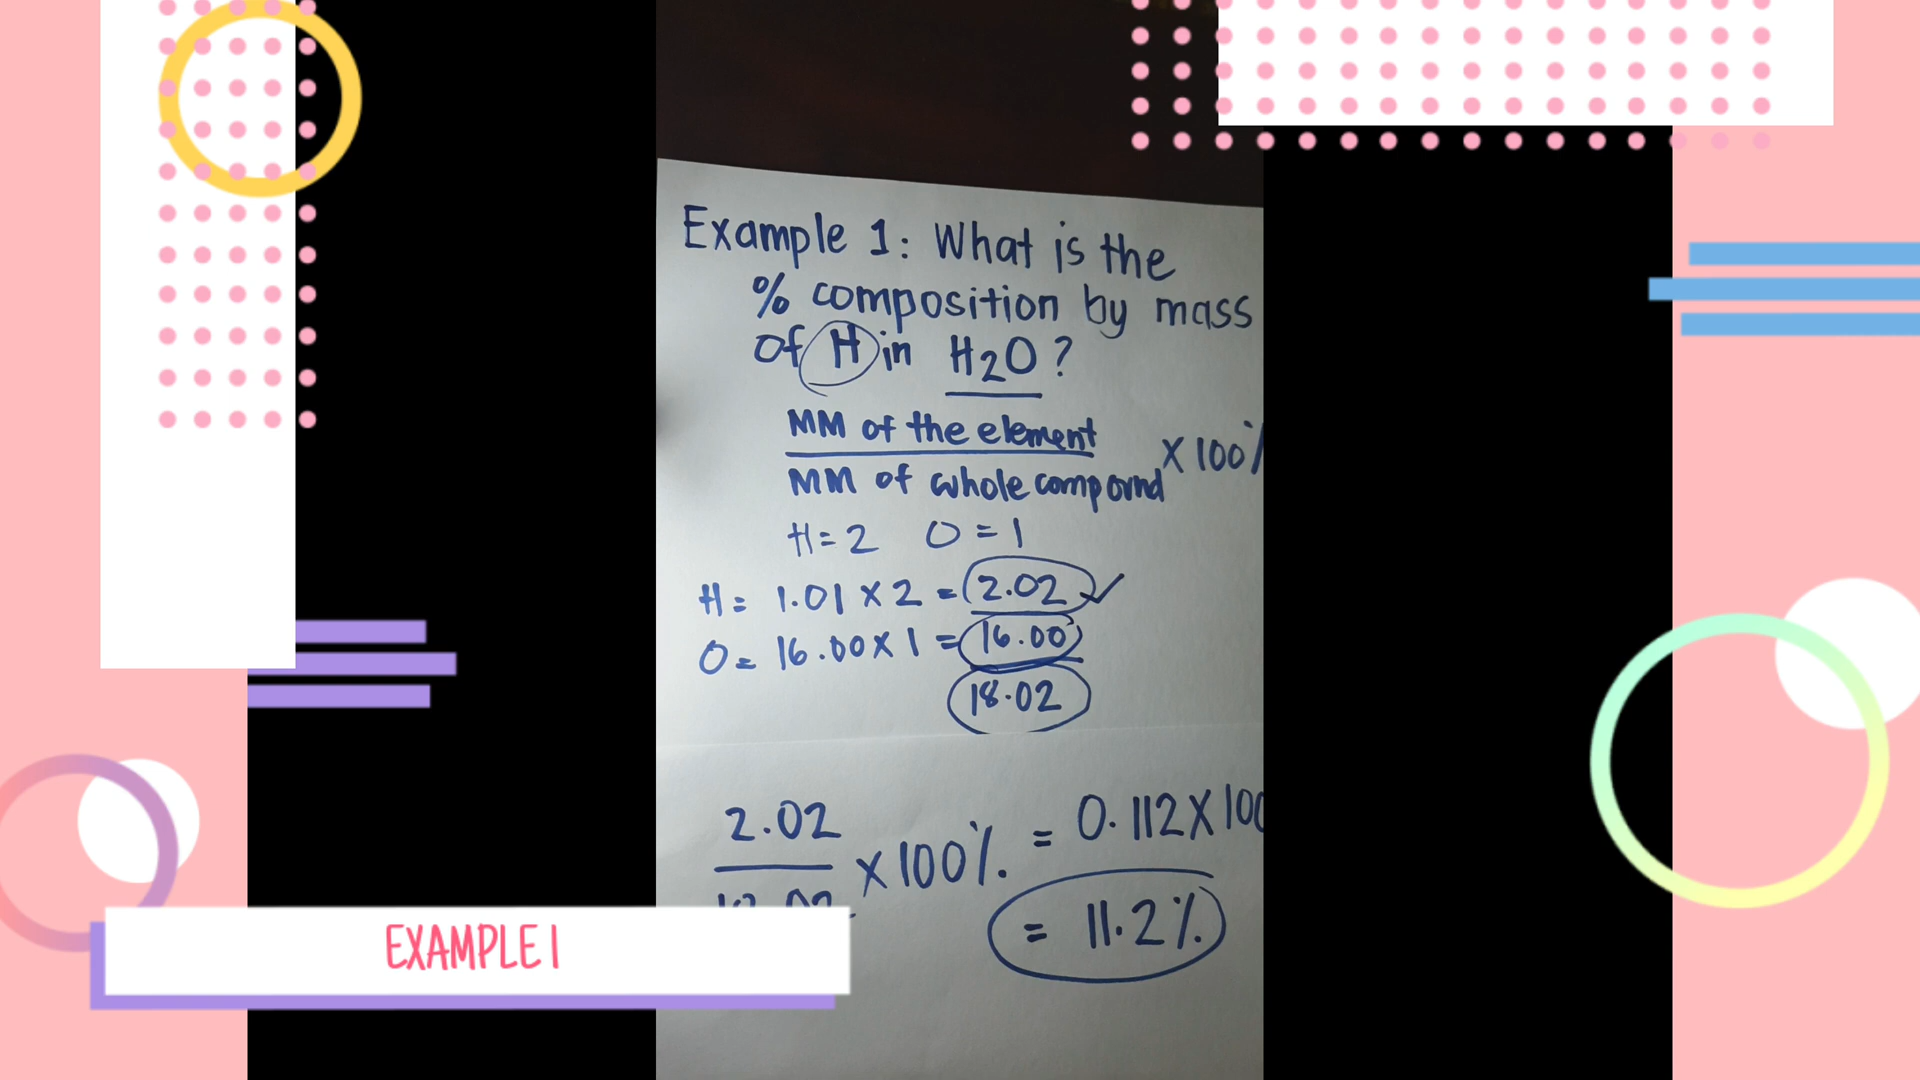 Example 1: What is the
% composition by mass
of H in H2O?
MM of the element
X 100%
MM of whole compound
H = 2 O = 1
H = 1.01 X 2 = 2.02 ✓
O = 16.00 X 1 = 16.00
18.02
2.02
X 100% = 0.112 X 100
= 11.2%
EXAMPLE 1